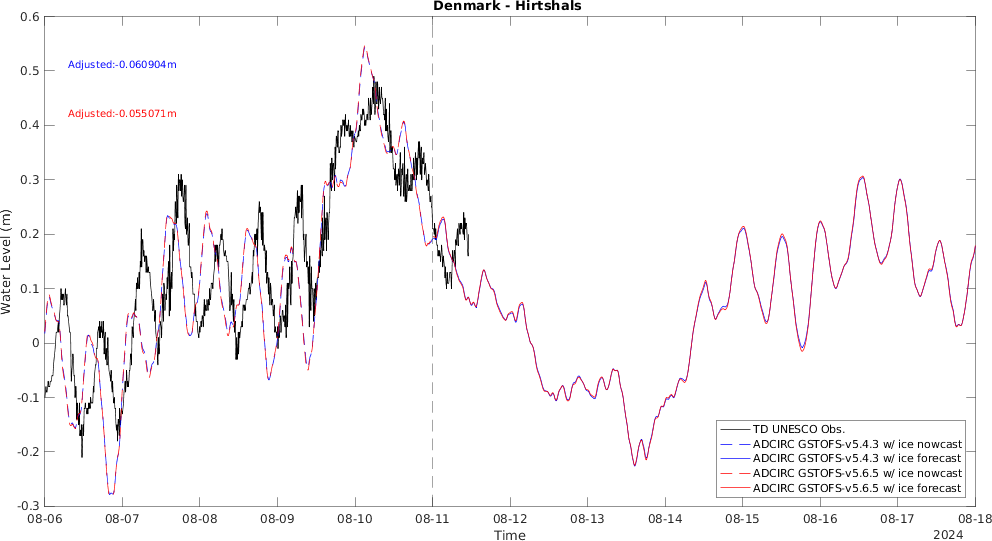 Denmark - Hirtshals
0.6
0.5
0.4
0.3
0.2
0.1
0
-0.1
-0.2
-0.3
Water Level (m)
Adjusted:-0.060904m
Adjusted:-0.055071m
TD UNESCO Obs.
ADCIRC GSTOFS-v5.4.3 w/ ice nowcast
ADCIRC GSTOFS-v5.4.3 w/ ice forecast
ADCIRC GSTOFS-v5.6.5 w/ ice nowcast
ADCIRC GSTOFS-v5.6.5 w/ ice forecast
08-06 08-07 08-08 08-09 08-10 08-11 08-12 08-13 08-14 08-15 08-16 08-17 08-18
Time
2024